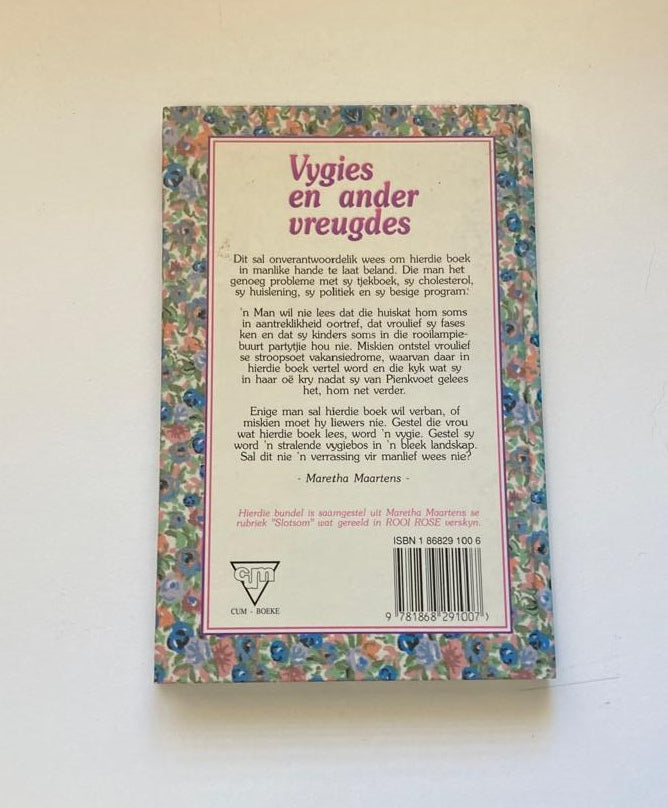 Vygies
en ander
vreugdes
Dit sal onverantwoordelik wees om hierdie boek
in manlike hande te laat beland. Die man het
genoeg probleme met sy tjekboek, sy cholesterol,
sy huislening, sy politiek en sy besige program.
'n Man wil nie lees dat die huiskat hom soms
in aantreklikheid oortref, dat vroulief sy fases
ken en dat sy kinders soms in die rooilampie-
buurt partytjie hou nie. Miskien ontstel vroulief
se stroopsoet vakansiedrome, waarvan daar in
hierdie boek vertel word en die kyk wat sy
in haar oë kry nadat sy van Pienkvoet gelees
het, hom net verder.
Enige man sal hierdie boek wil verban, of
miskien moet hy liewers nie. Gestel die vrou
wat hierdie boek lees, word 'n vygie. Gestel sy
word 'n stralende vygiebos in 'n bleek landskap.
Sal dit nie 'n verrassing vir manlief wees nie?
- Maretha Maartens -
Hierdie bundel is saamgestel uit Maretha Maartens se
rubriek "Slotsom" wat gereeld in ROOI ROSE verskyn.
ISBN 1 86829 100 6
cum
CUM - BOEKE
9 781868 291007